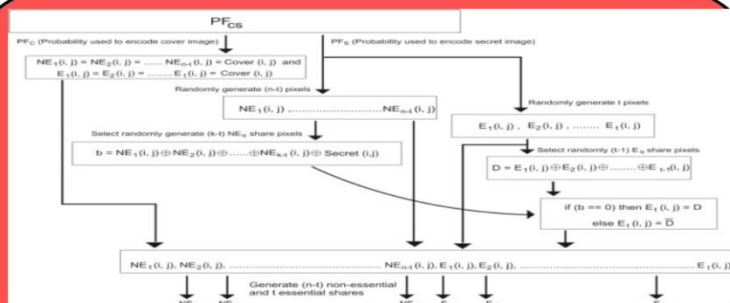 PFCS
PFC (Probability used to encode cover image)
PFS (Probability used to encode secret image)
NE1(i, j) = NE2(i, j) = ...... NEn-t(i, j) = Cover (i, j) and
E1(i, j) = E2(i, j) = ........ Et(i, j) = Cover (i, j)
Randomly generate (n-t) pixels
NE1(i, j) .......................... NEn-t(i, j)
Randomly generate t pixels
E1(i, j) , E2(i, j) , ........ Et(i, j)
Select randomly generate (k-t) NEs share pixels
b = NE1(i, j)⊕NE2(i, j)⊕......⊕NEk-t(i, j)⊕ Secret (i,j)
Select randomly (t-1) Es share pixels
D = E1(i, j)⊕E2(i, j)⊕.........⊕E t-1(i, j)
if (b == 0) then Et (i, j) = D
else Et (i, j) = D̅
NE1(i, j), NE2(i, j), ........................................ NEn-t(i, j), E1(i, j), E2(i, j), ........................................ Et(i, j)
Generate (n-t) non-essential
and t essential shares